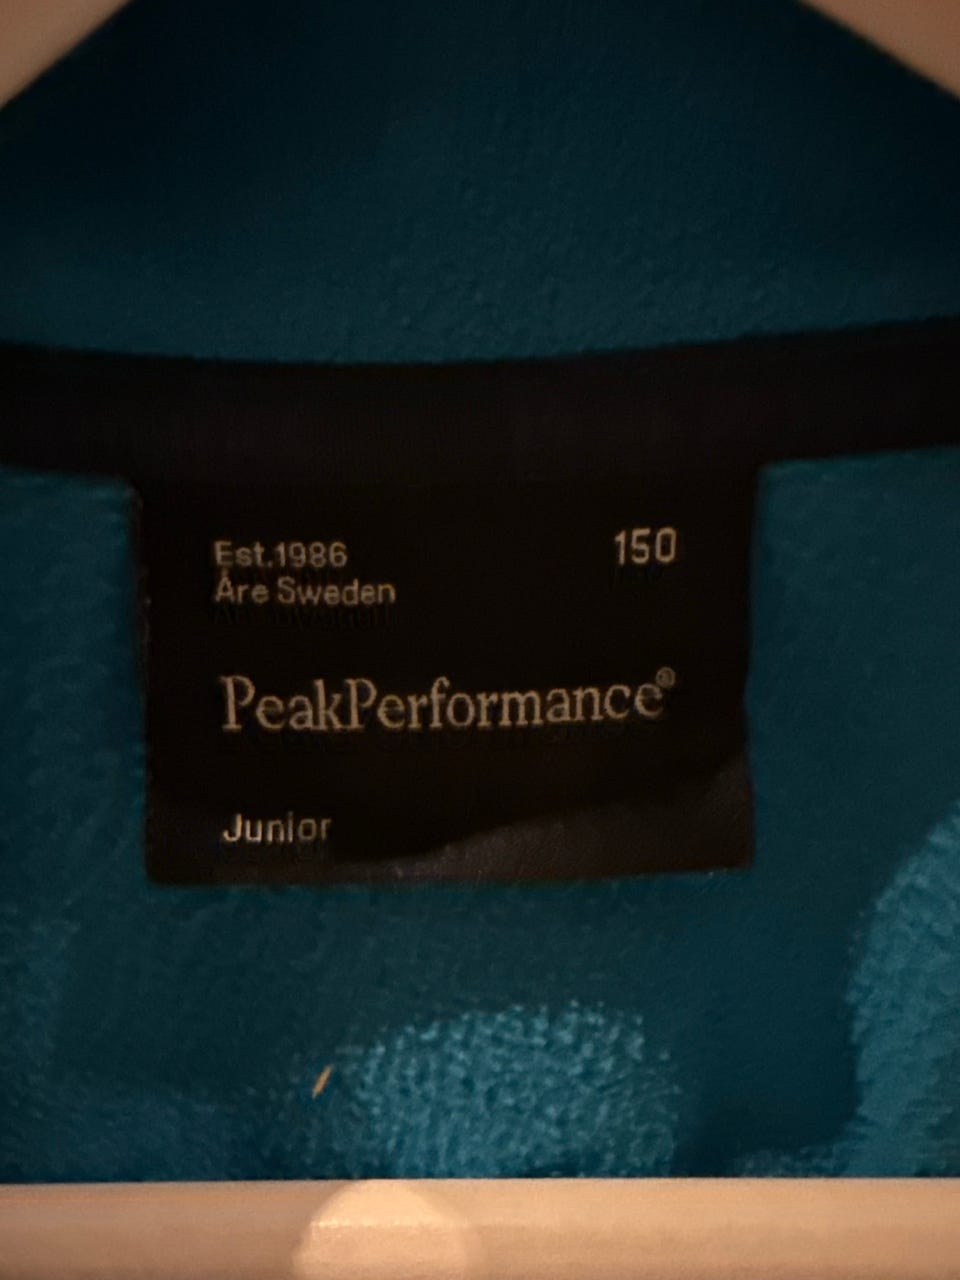 Est.1986
Åre Sweden
150
PeakPerformance®
Junior